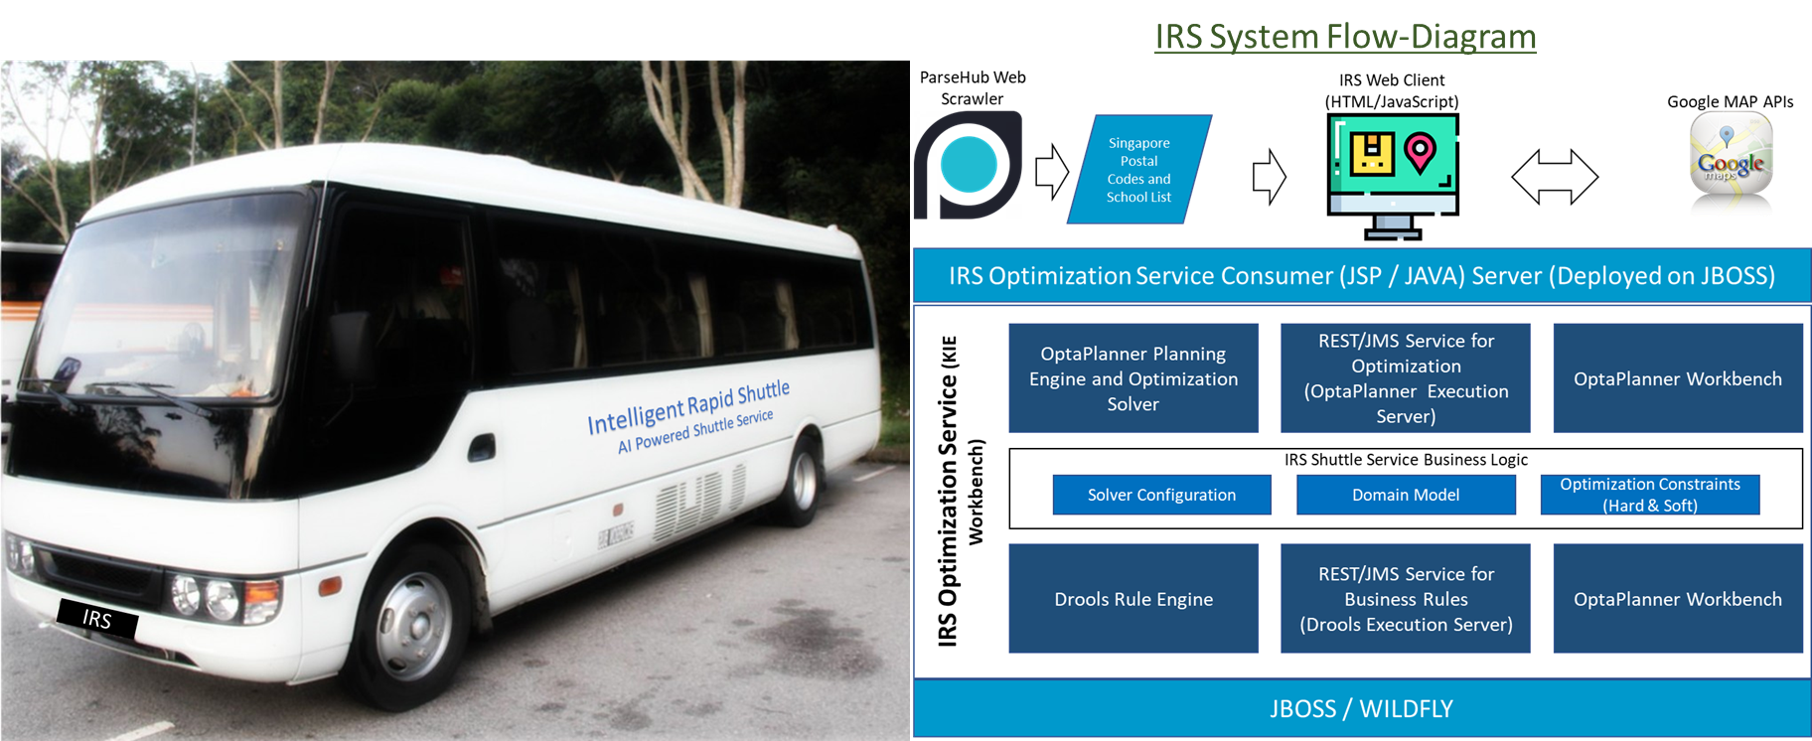 Intelligent Rapid Shuttle
AI Powered Shuttle Service
IRS
IRS System Flow-Diagram
ParseHub Web
Scrawler
Singapore
Postal
Codes and
School List
IRS Web Client
(HTML/JavaScript)
Google MAP APIs
Google
maps
IRS Optimization Service Consumer (JSP / JAVA) Server (Deployed on JBOSS)
IRS Optimization Service (KIE
Workbench)
OptaPlanner Planning
Engine and Optimization
Solver
REST/JMS Service for
Optimization
(OptaPlanner Execution
Server)
OptaPlanner Workbench
IRS Shuttle Service Business Logic
Solver Configuration
Domain Model
Optimization Constraints
(Hard & Soft)
Drools Rule Engine
REST/JMS Service for
Business Rules
(Drools Execution Server)
OptaPlanner Workbench
JBOSS / WILDFLY